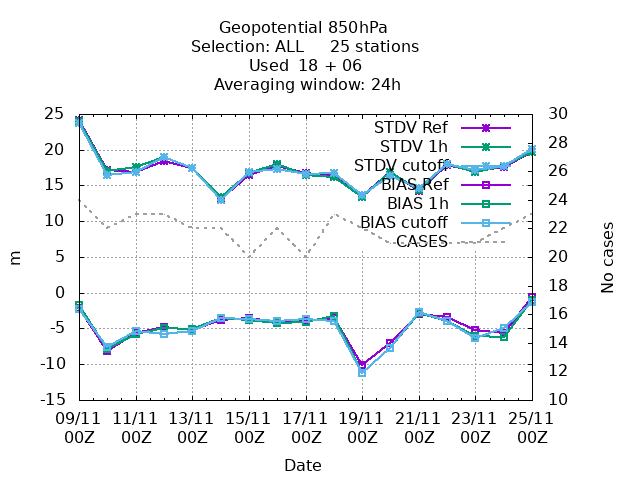 Geopotential 850hPa
Selection: ALL 25 stations
Used 18 + 06
Averaging window: 24h
25
20
15
10
5
0
-5
-10
-15
m
30
28
26
24
22
20
18
16
14
12
10
No cases
STDV Ref
STDV 1h
STDV cutoff
BIAS Ref
BIAS 1h
BIAS cutoff
CASES
09/11 11/11 13/11 15/11 17/11 19/11 21/11 23/11 25/11
00Z 00Z 00Z 00Z 00Z 00Z 00Z 00Z 00Z
Date